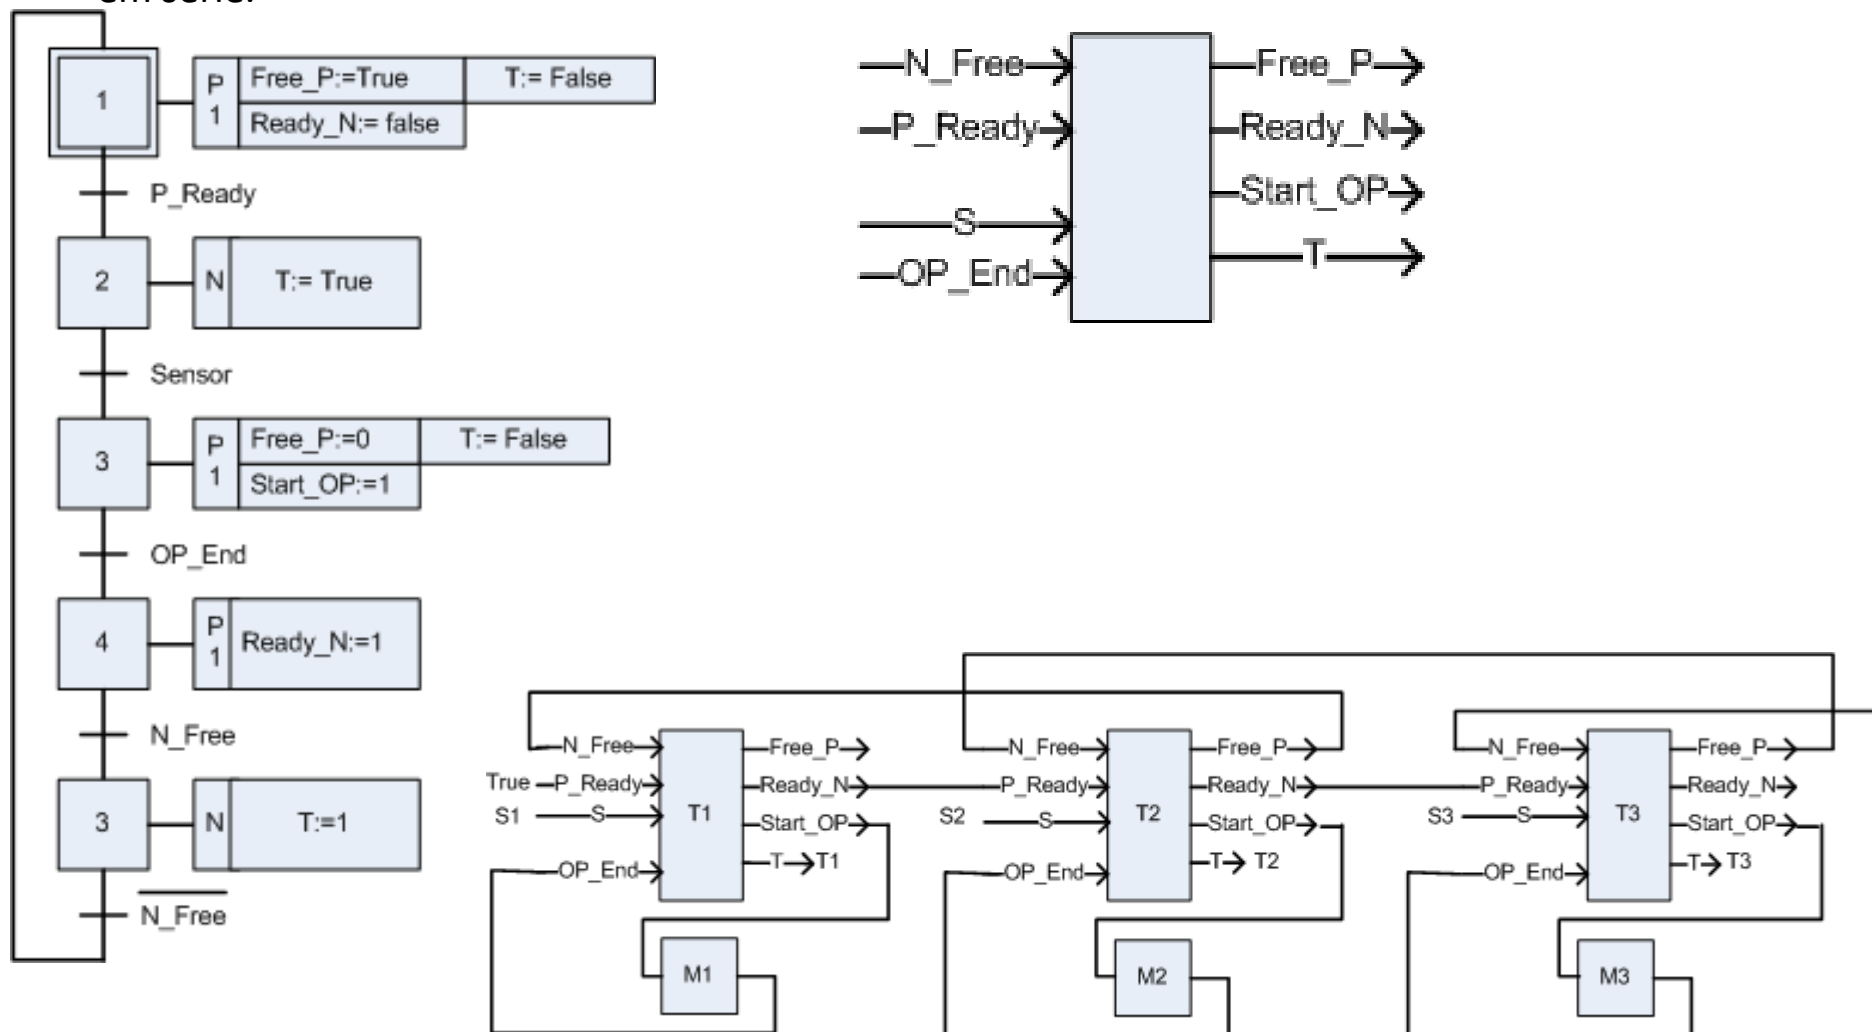 em série.
1
P
1
Free_P:=True
T:= False
Ready_N:= false
P_Ready
2
N
T:= True
Sensor
3
P
1
Free_P:=0
T:= False
Start_OP:=1
OP_End
4
P
1
Ready_N:=1
N_Free
3
N
T:=1
N_Free
N_Free
P_Ready
S
OP_End
Free_P
Ready_N
Start_OP
T
N_Free
True P_Ready
S1 S
OP_End
T1
Free_P
Ready_N
Start_OP
T T1
M1
N_Free
P_Ready
S2 S
OP_End
T2
Free_P
Ready_N
Start_OP
T T2
M2
N_Free
P_Ready
S3 S
OP_End
T3
Free_P
Ready_N
Start_OP
T T3
M3